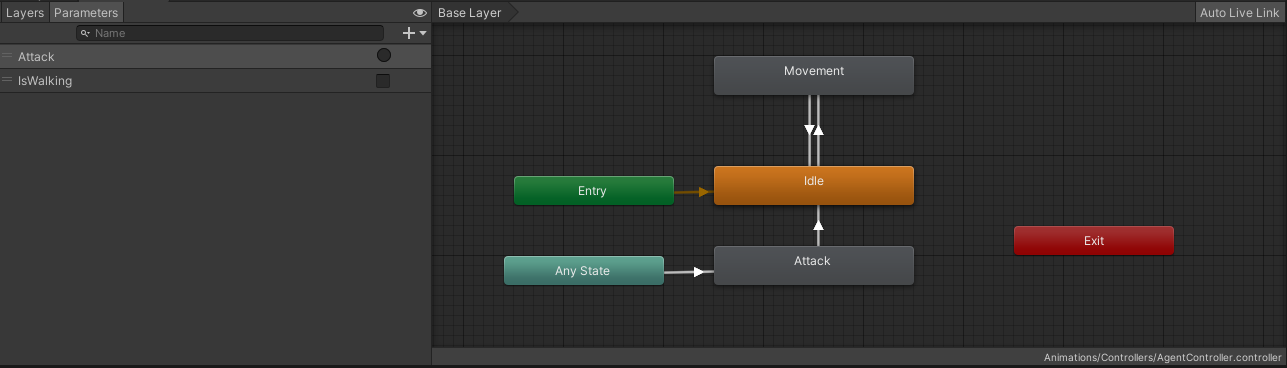 Layers Parameters
Name
Attack
IsWalking
Base Layer
Auto Live Link
Movement
Idle
Entry
Exit
Any State
Attack
Animations/Controllers/AgentController.controller